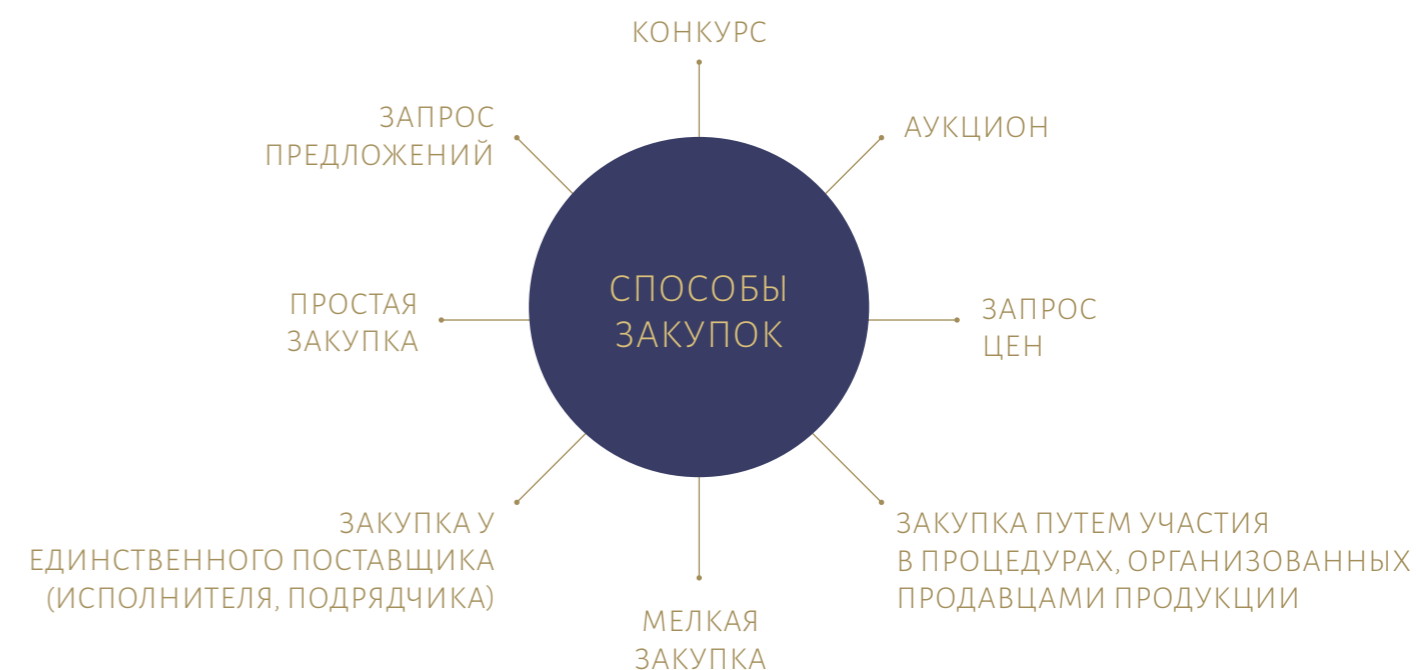 КОНКУРС
АУКЦИОН
ЗАПРОС
ПРЕДЛОЖЕНИЙ
СПОСОБЫ
ЗАКУПОК
ПРОСТАЯ
ЗАКУПКА
ЗАПРОС
ЦЕН
ЗАКУПКА У
ЕДИНСТВЕННОГО ПОСТАВЩИКА
(ИСПОЛНИТЕЛЯ, ПОДРЯДЧИКА)
ЗАКУПКА ПУТЕМ УЧАСТИЯ
В ПРОЦЕДУРАХ, ОРГАНИЗОВАННЫХ
ПРОДАВЦАМИ ПРОДУКЦИИ
МЕЛКАЯ
ЗАКУПКА